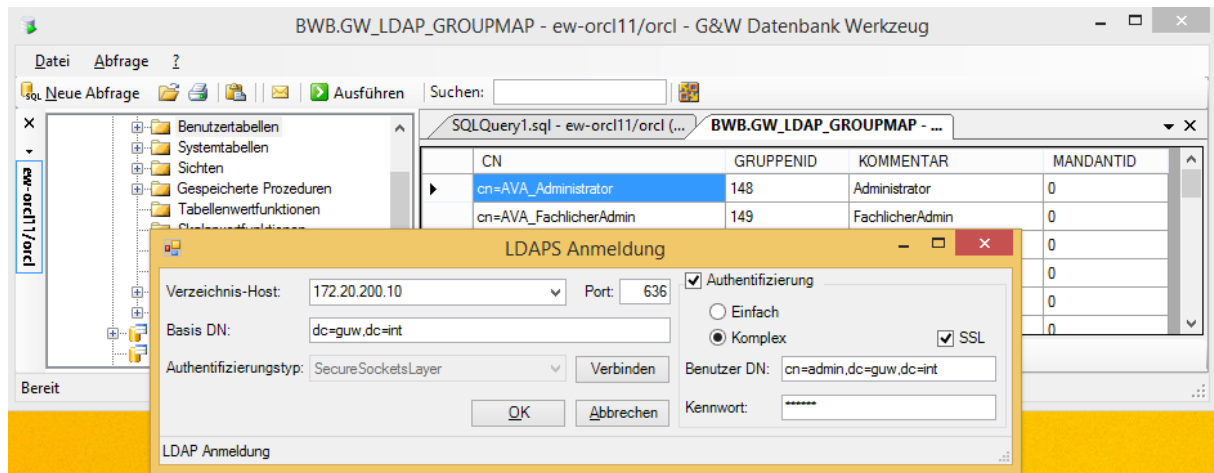 BWB.GW_LDAP_GROUPMAP - ew-orcl11/orcl - G&W Datenbank Werkzeug
Datei Abfrage ?
SQL Neue Abfrage Ausführen Suchen:
ew-orcl11/orcl
Benutzertabellen
Systemtabellen
Sichten
Gespeicherte Prozeduren
Tabellenwertfunktionen
SQLQuery1.sql - ew-orcl11/orcl (... BWB.GW_LDAP_GROUPMAP - ...
CN GRUPPENID KOMMENTAR MANDANTID
cn=AVA_Administrator 148 Administrator 0
cn=AVA_FachlicherAdmin 149 FachlicherAdmin 0
0
0
0
0
Bereit
LDAPS Anmeldung
Verzeichnis-Host: 172.20.200.10 Port: 636
Basis DN: dc=guw,dc=int
Authentifizierungstyp: SecureSocketsLayer Verbinden
OK Abbrechen
Authentifizierung
Einfach
Komplex SSL
Benutzer DN: cn=admin,dc=guw,dc=int
Kennwort: ******
LDAP Anmeldung